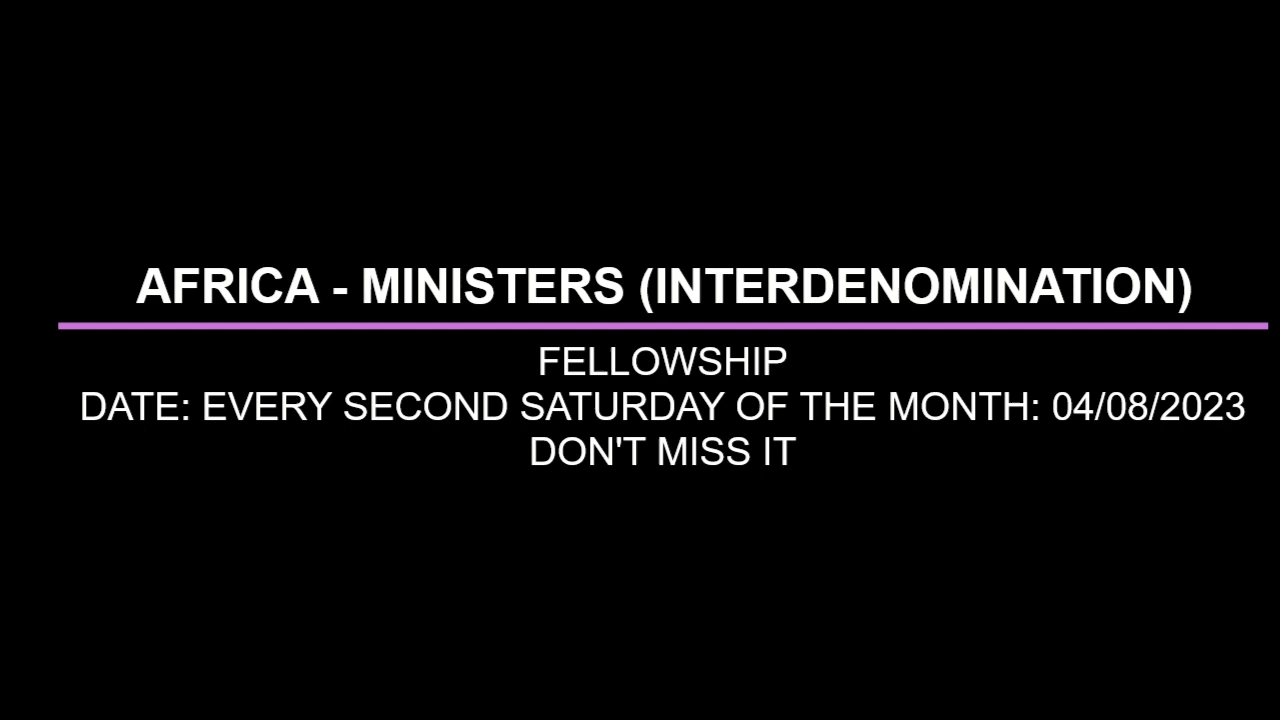 AFRICA - MINISTERS (INTERDENOMINATION)
FELLOWSHIP
DATE: EVERY SECOND SATURDAY OF THE MONTH: 04/08/2023
DON'T MISS IT